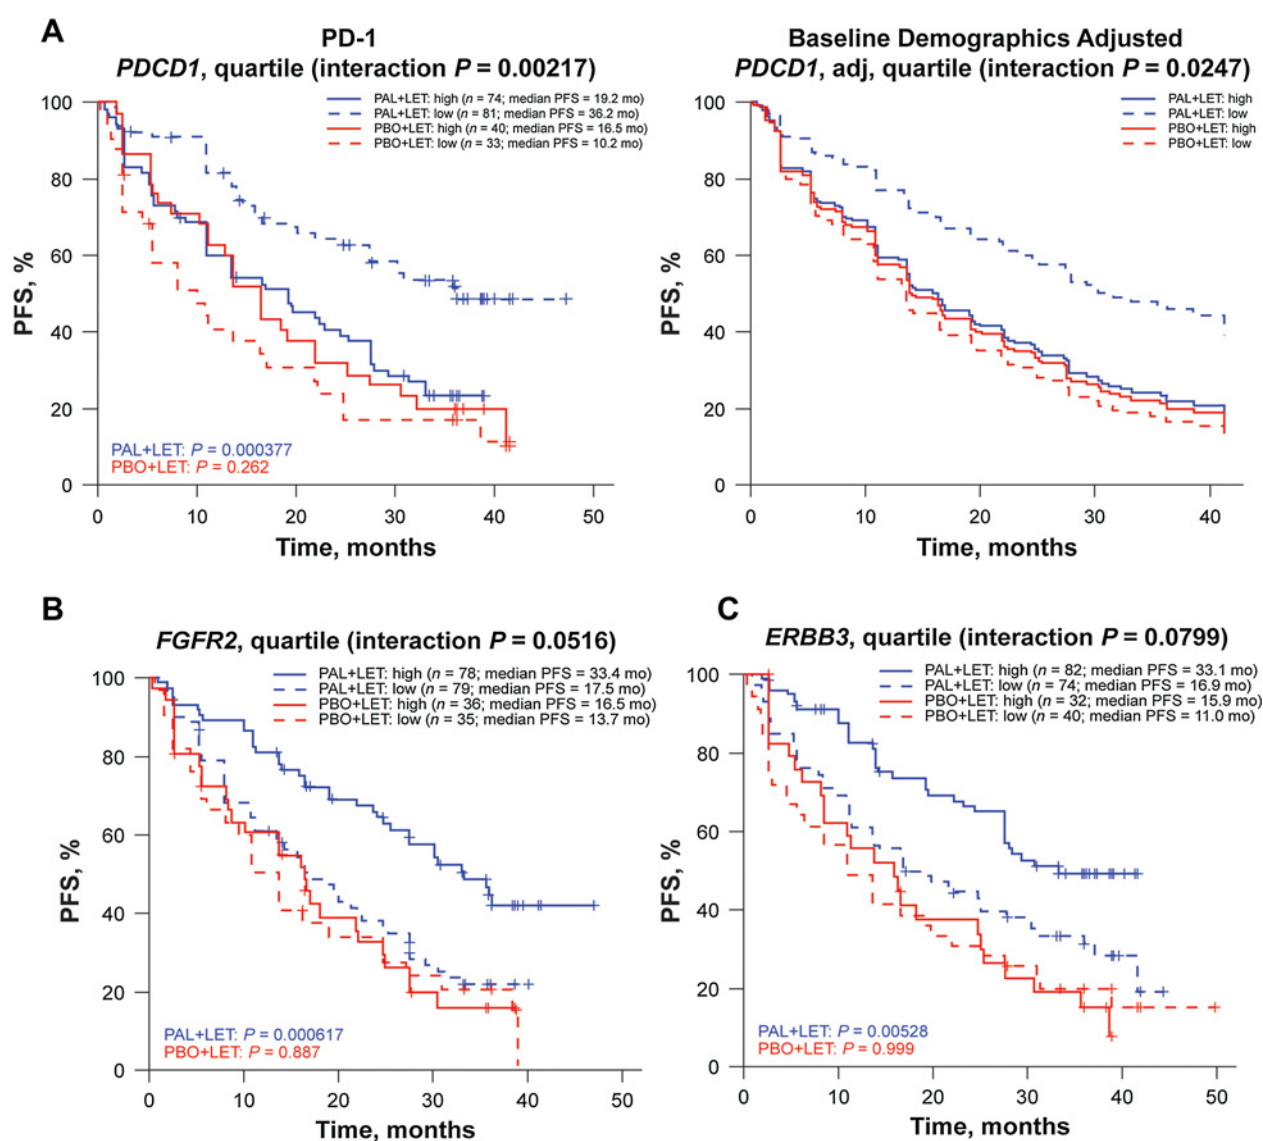 A
PD-1
PDCD1, quartile (interaction P = 0.00217)
PAL+LET: high (n = 74; median PFS = 19.2 mo)
PAL+LET: low (n = 81; median PFS = 36.2 mo)
PBO+LET: high (n = 40; median PFS = 16.5 mo)
PBO+LET: low (n = 33; median PFS = 10.2 mo)
100
80
60
40
20
0
PFS, %
PAL+LET: P = 0.000377
PBO+LET: P = 0.262
0 10 20 30 40 50
Time, months
Baseline Demographics Adjusted
PDCD1, adj, quartile (interaction P = 0.0247)
PAL+LET: high
PAL+LET: low
PBO+LET: high
PBO+LET: low
100
80
60
40
20
0
PFS, %
0 10 20 30 40
Time, months
B
FGFR2, quartile (interaction P = 0.0516)
PAL+LET: high (n = 78; median PFS = 33.4 mo)
PAL+LET: low (n = 79; median PFS = 17.5 mo)
PBO+LET: high (n = 36; median PFS = 16.5 mo)
PBO+LET: low (n = 35; median PFS = 13.7 mo)
100
80
60
40
20
0
PFS, %
PAL+LET: P = 0.000617
PBO+LET: P = 0.887
0 10 20 30 40 50
Time, months
C
ERBB3, quartile (interaction P = 0.0799)
PAL+LET: high (n = 82; median PFS = 33.1 mo)
PAL+LET: low (n = 74; median PFS = 16.9 mo)
PBO+LET: high (n = 32; median PFS = 15.9 mo)
PBO+LET: low (n = 40; median PFS = 11.0 mo)
100
80
60
40
20
0
PFS, %
PAL+LET: P = 0.00528
PBO+LET: P = 0.999
0 10 20 30 40 50
Time, months